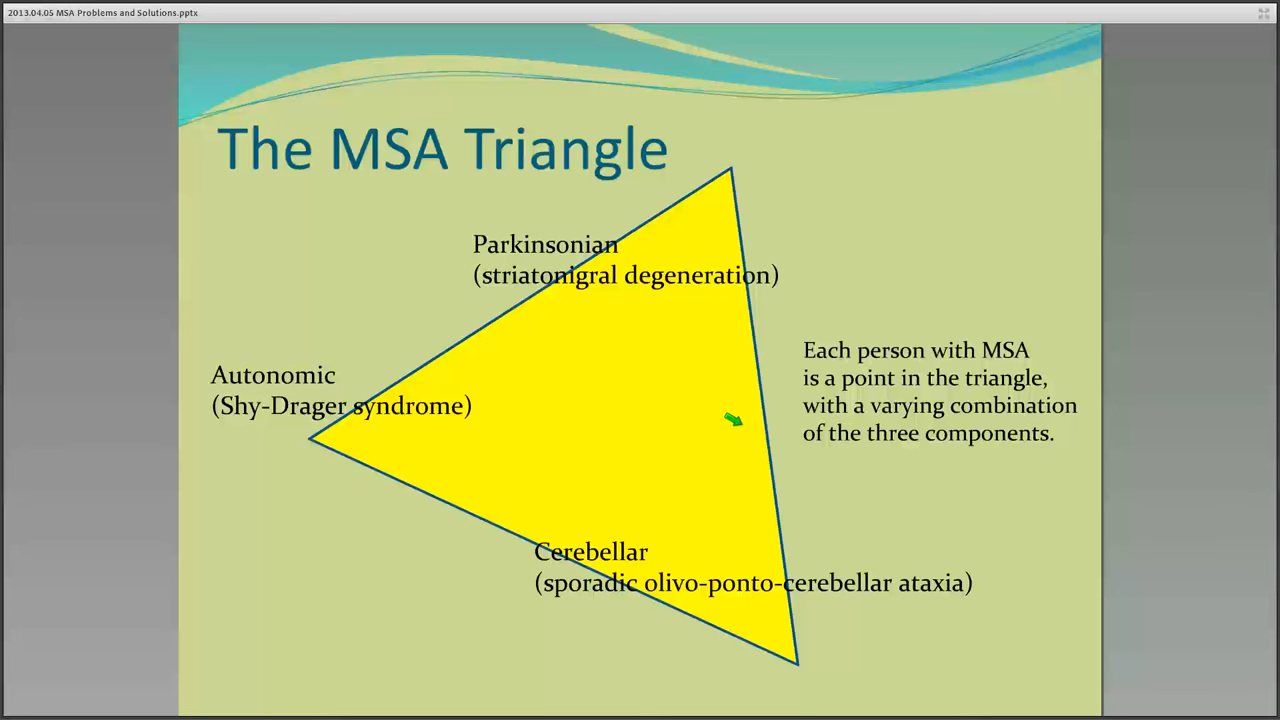 2013.04.05 MSA Problems and Solutions.pptx
The MSA Triangle
Parkinsonian
(striatonigral degeneration)
Autonomic
(Shy-Drager syndrome)
Each person with MSA
is a point in the triangle,
with a varying combination
of the three components.
Cerebellar
(sporadic olivo-ponto-cerebellar ataxia)